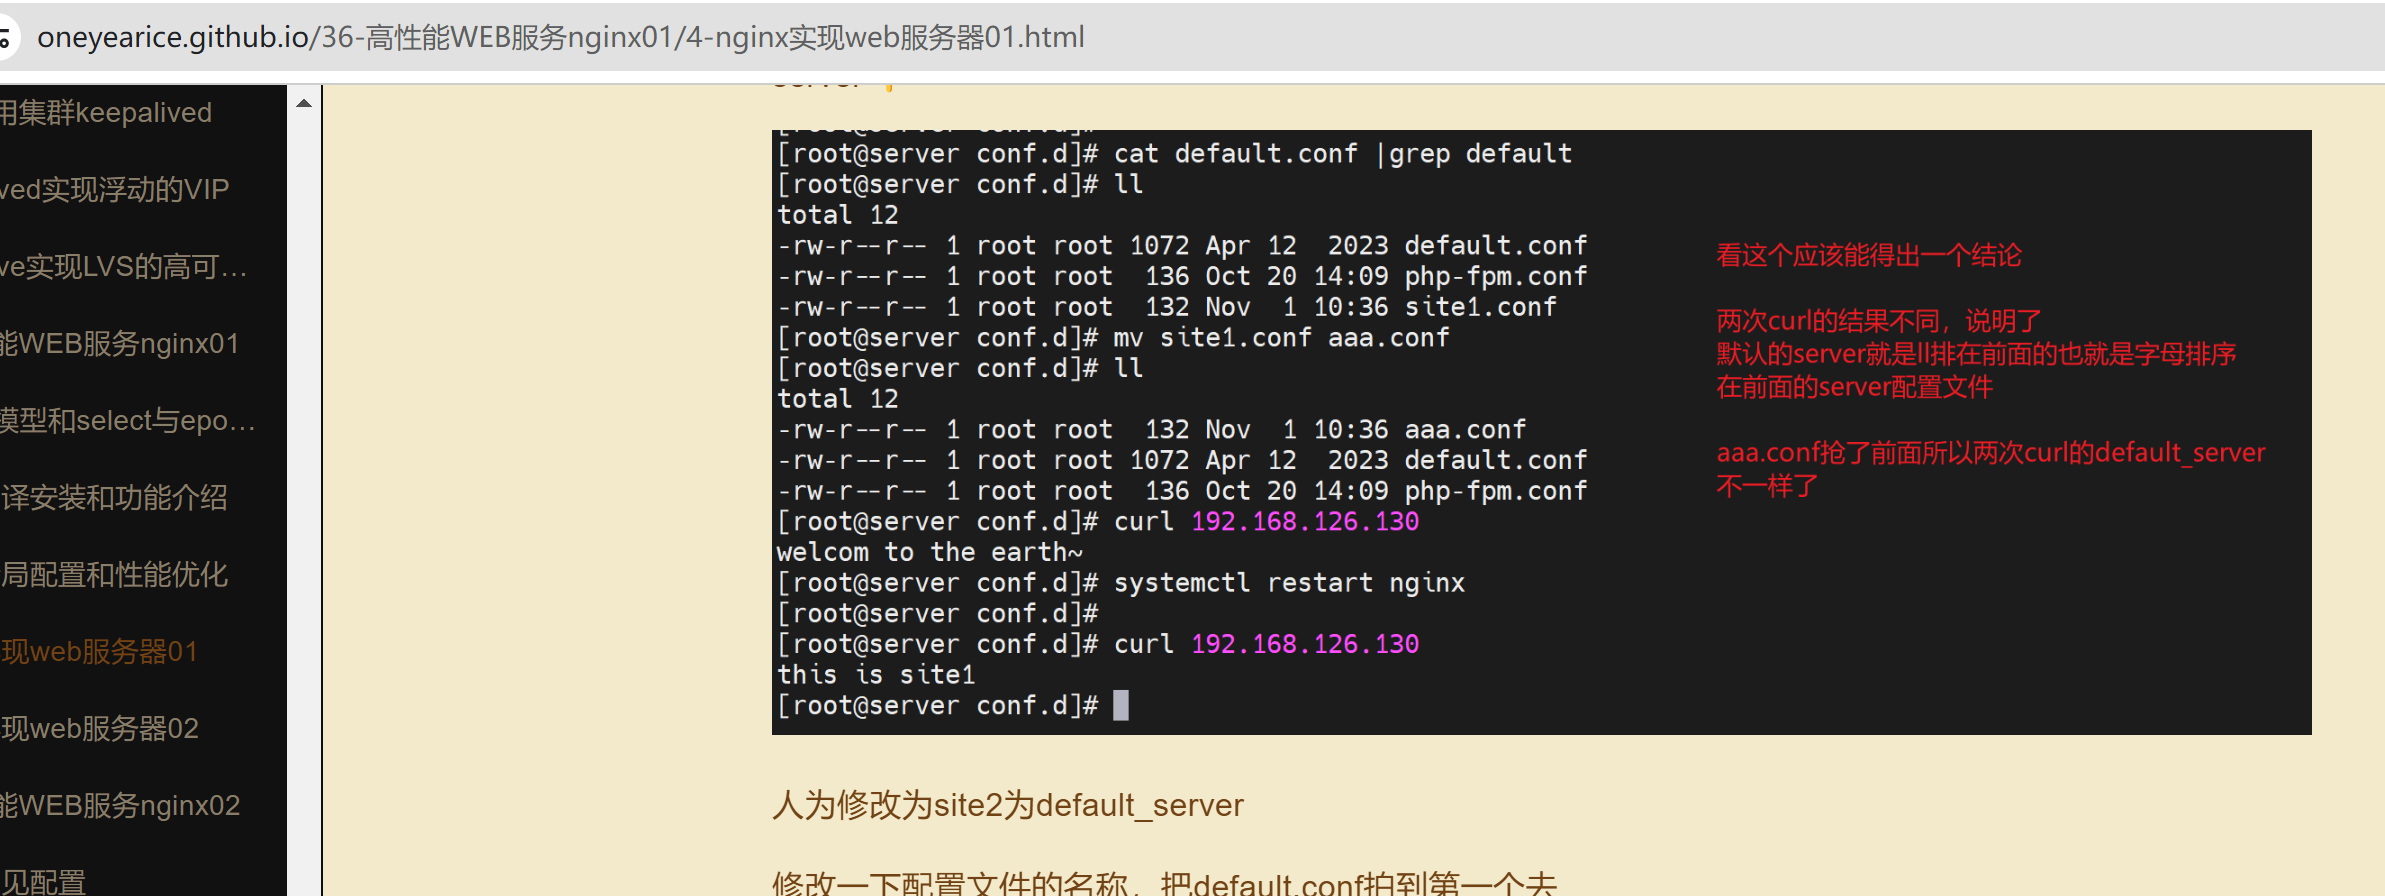 oneyearice.github.io/36-高性能WEB服务nginx01/4-nginx实现web服务器01.html
用集群keepalived
ved实现浮动的VIP
ve实现LVS的高可…
能WEB服务nginx01
模型和select与epo…
译安装和功能介绍
局配置和性能优化
现web服务器01
现web服务器02
能WEB服务nginx02
见配置
[root@server conf.d]# cat default.conf |grep default
[root@server conf.d]# ll
total 12
-rw-r--r-- 1 root root 1072 Apr 12  2023 default.conf
-rw-r--r-- 1 root root  136 Oct 20 14:09 php-fpm.conf
-rw-r--r-- 1 root root  132 Nov  1 10:36 site1.conf
[root@server conf.d]# mv site1.conf aaa.conf
[root@server conf.d]# ll
total 12
-rw-r--r-- 1 root root  132 Nov  1 10:36 aaa.conf
-rw-r--r-- 1 root root 1072 Apr 12  2023 default.conf
-rw-r--r-- 1 root root  136 Oct 20 14:09 php-fpm.conf
[root@server conf.d]# curl 192.168.126.130
welcom to the earth~
[root@server conf.d]# systemctl restart nginx
[root@server conf.d]#
[root@server conf.d]# curl 192.168.126.130
this is site1
[root@server conf.d]#
看这个应该能得出一个结论
两次curl的结果不同，说明了
默认的server就是ll排在前面的也就是字母排序
在前面的server配置文件
aaa.conf抢了前面所以两次curl的default_server
不一样了
人为修改为site2为default_server
修改一下配置文件的名称，把default.conf拍到第一个去